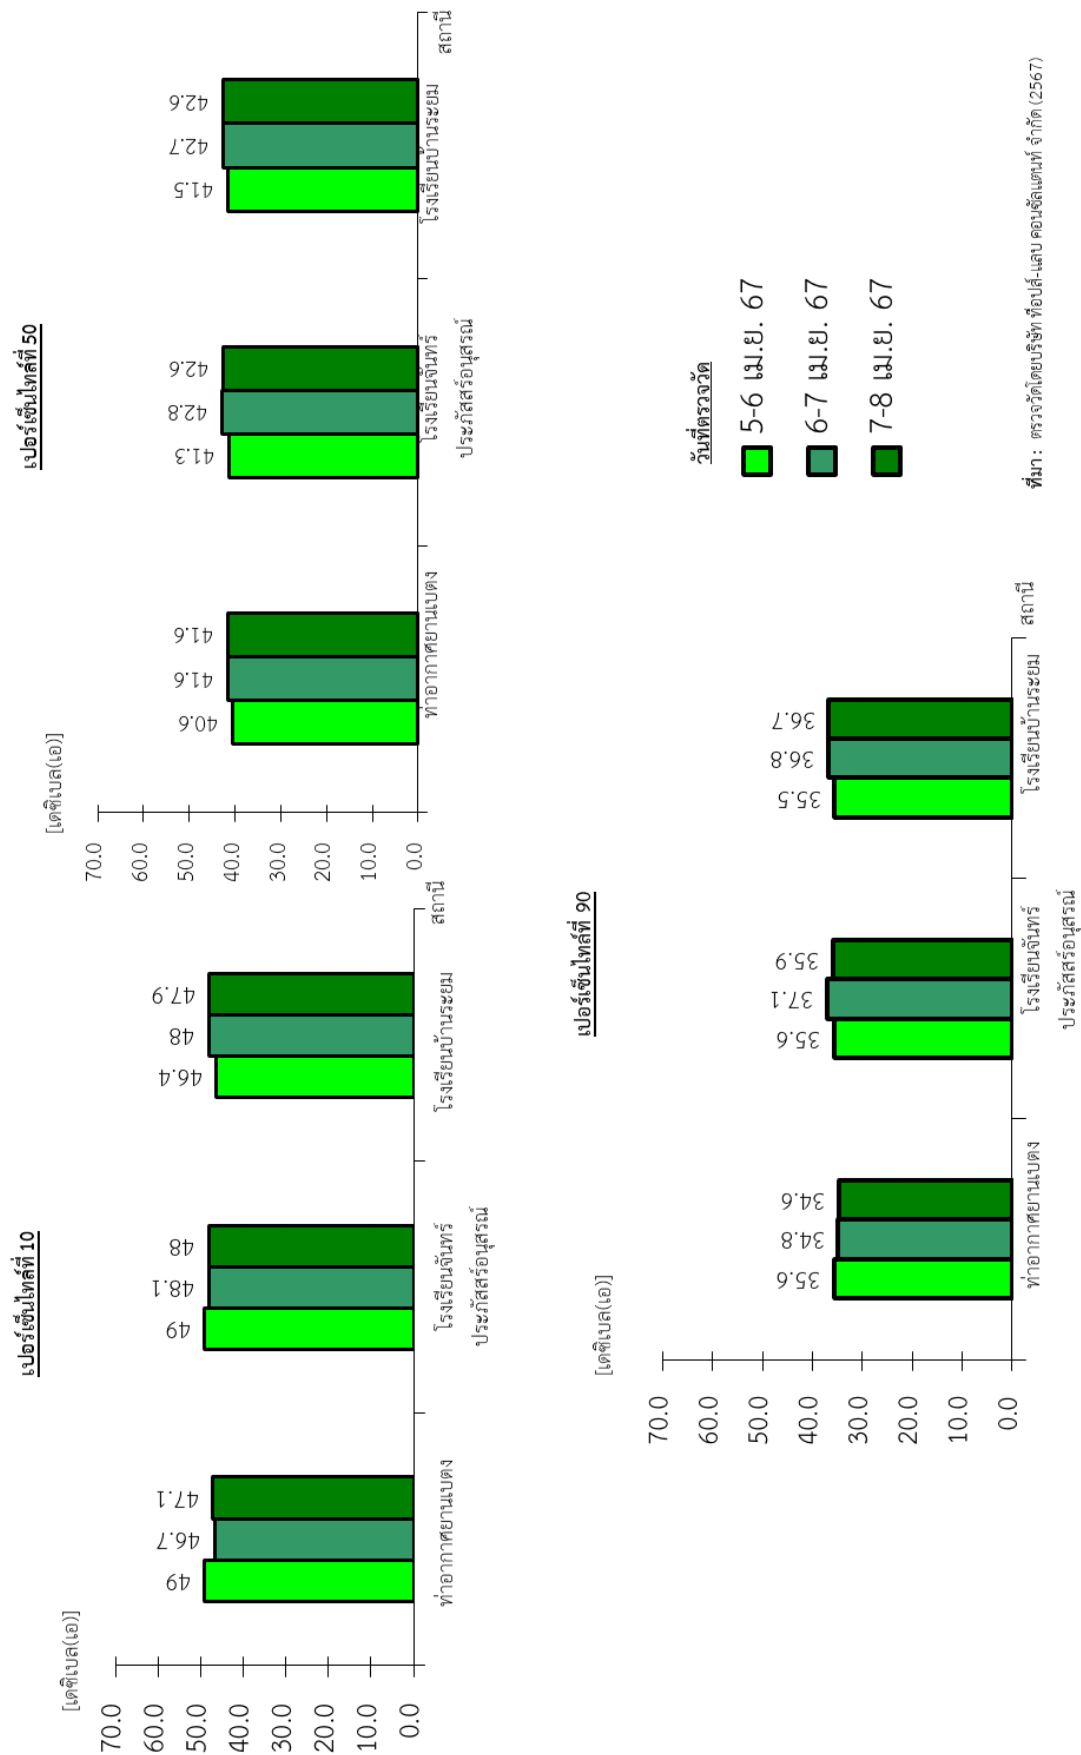 เปอร์เซ็นไทล์ที่ 10
[เดซิเบล(เอ)]
70.0
60.0
50.0
40.0
30.0
20.0
10.0
0.0
49
46.7
47.1
49
48.1
48
46.4
48
47.9
ท่าอากาศยานเบตง
โรงเรียนจันทร์
ประภัสสร์อนุสรณ์
โรงเรียนบ้านระยม
สถานี
เปอร์เซ็นไทล์ที่ 50
[เดซิเบล(เอ)]
70.0
60.0
50.0
40.0
30.0
20.0
10.0
0.0
40.6
41.6
41.6
41.3
42.8
42.6
41.5
42.7
42.6
ท่าอากาศยานเบตง
โรงเรียนจันทร์
ประภัสสร์อนุสรณ์
โรงเรียนบ้านระยม
สถานี
เปอร์เซ็นไทล์ที่ 90
[เดซิเบล(เอ)]
70.0
60.0
50.0
40.0
30.0
20.0
10.0
0.0
35.6
34.8
34.6
35.6
37.1
35.9
35.5
36.8
36.7
ท่าอากาศยานเบตง
โรงเรียนจันทร์
ประภัสสร์อนุสรณ์
โรงเรียนบ้านระยม
สถานี
วันที่ตรวจวัด
5-6 เม.ย. 67
6-7 เม.ย. 67
7-8 เม.ย. 67
ที่มา : ตรวจวัดโดยบริษัท ท็อปส์-แลบ คอนซัลแตนท์ จำกัด (2567)